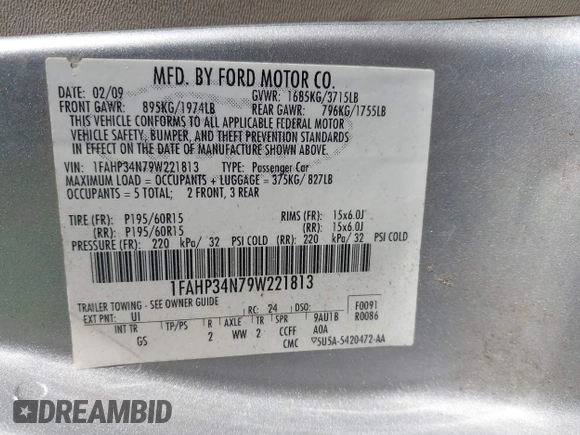 MFD. BY FORD MOTOR CO.
DATE: 02/09 GVWR: 1685KG/3715LB
FRONT GAWR: 895KG/1974LB REAR GAWR: 796KG/1755LB
THIS VEHICLE CONFORMS TO ALL APPLICABLE FEDERAL MOTOR
VEHICLE SAFETY, BUMPER, AND THEFT PREVENTION STANDARDS
IN EFFECT ON THE DATE OF MANUFACTURE SHOWN ABOVE.
VIN: 1FAHP34N79W221813 TYPE: Passenger Car
MAXIMUM LOAD = OCCUPANTS + LUGGAGE = 375KG/ 827LB
OCCUPANTS = 5 TOTAL; 2 FRONT, 3 REAR
TIRE (FR): P195/60R15 RIMS (FR): 15x6.0J
(RR): P195/60R15 (RR): 15x6.0J
PRESSURE (FR): 220 kPa/ 32 PSI COLD (RR): 220 kPa/ 32 PSI COLD
1FAHP34N79W221813
TRAILER TOWING - SEE OWNER GUIDE
EXT PNT: UI RC: 24 DSO: F0091
INT TR TP/PS R AXLE TR SPR 9AU1B R0086
GS 2 WW 2 CCFF AOA
CMC ▽5U5A-5420472-AA
DREAMBID